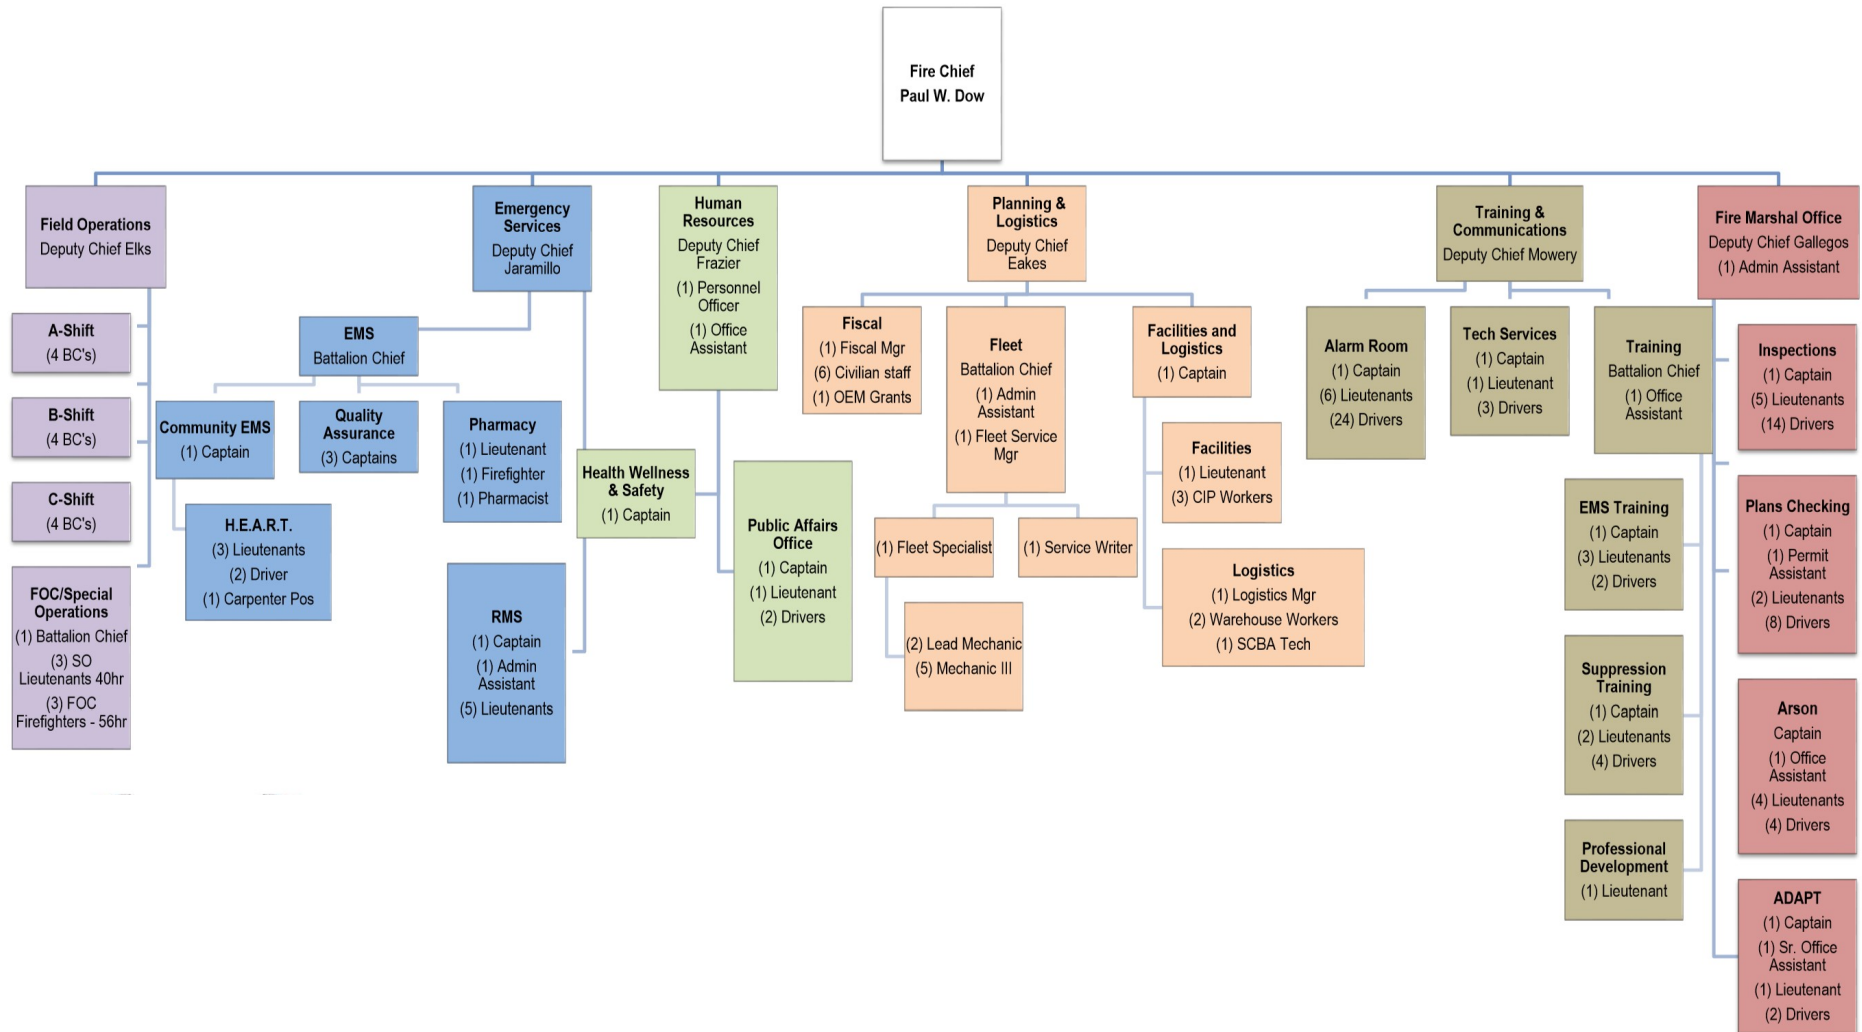 Fire Chief
Paul W. Dow
Field Operations
Deputy Chief Elks
A-Shift
(4 BC's)
B-Shift
(4 BC's)
C-Shift
(4 BC's)
FOC/Special
Operations
(1) Battalion Chief
(3) SO
Lieutenants 40hr
(3) FOC
Firefighters - 56hr
Emergency
Services
Deputy Chief
Jaramillo
EMS
Battalion Chief
Community EMS
(1) Captain
H.E.A.R.T.
(3) Lieutenants
(2) Driver
(1) Carpenter Pos
Quality
Assurance
(3) Captains
Pharmacy
(1) Lieutenant
(1) Firefighter
(1) Pharmacist
RMS
(1) Captain
(1) Admin
Assistant
(5) Lieutenants
Human
Resources
Deputy Chief
Frazier
(1) Personnel
Officer
(1) Office
Assistant
Health Wellness
& Safety
(1) Captain
Public Affairs
Office
(1) Captain
(1) Lieutenant
(2) Drivers
Planning &
Logistics
Deputy Chief
Eakes
Fiscal
(1) Fiscal Mgr
(6) Civilian staff
(1) OEM Grants
Fleet
Battalion Chief
(1) Admin
Assistant
(1) Fleet Service
Mgr
(1) Fleet Specialist
(1) Service Writer
(2) Lead Mechanic
(5) Mechanic III
Facilities and
Logistics
(1) Captain
Facilities
(1) Lieutenant
(3) CIP Workers
Logistics
(1) Logistics Mgr
(2) Warehouse Workers
(1) SCBA Tech
Training &
Communications
Deputy Chief Mowery
Alarm Room
(1) Captain
(6) Lieutenants
(24) Drivers
Tech Services
(1) Captain
(1) Lieutenant
(3) Drivers
Training
Battalion Chief
(1) Office
Assistant
EMS Training
(1) Captain
(3) Lieutenants
(2) Drivers
Suppression
Training
(1) Captain
(2) Lieutenants
(4) Drivers
Professional
Development
(1) Lieutenant
Fire Marshal Office
Deputy Chief Gallegos
(1) Admin Assistant
Inspections
(1) Captain
(5) Lieutenants
(14) Drivers
Plans Checking
(1) Captain
(1) Permit
Assistant
(2) Lieutenants
(8) Drivers
Arson
Captain
(1) Office
Assistant
(4) Lieutenants
(4) Drivers
ADAPT
(1) Captain
(1) Sr. Office
Assistant
(1) Lieutenant
(2) Drivers